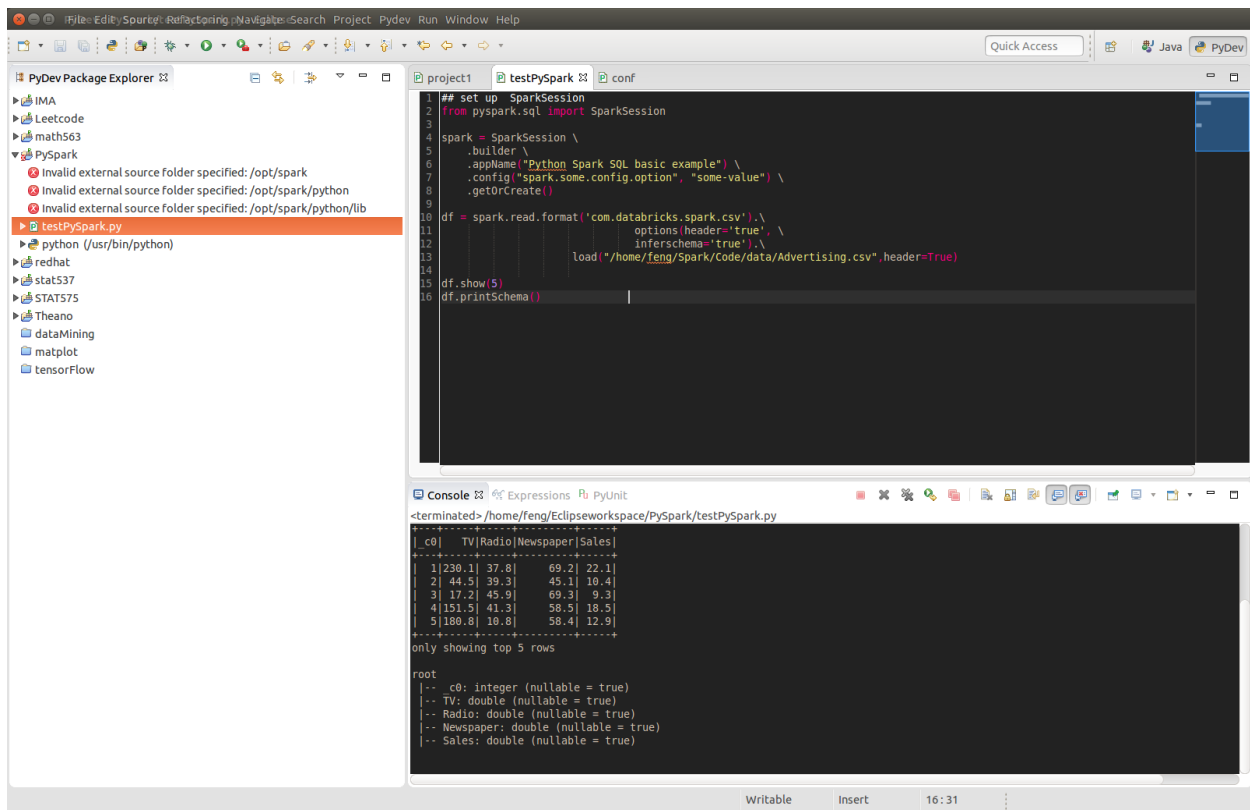 File Edit Source Refactoring Navigate Search Project Pydev Run Window Help
Quick Access
Java
PyDev
PyDev Package Explorer
IMA
Leetcode
math563
PySpark
Invalid external source folder specified: /opt/spark
Invalid external source folder specified: /opt/spark/python
Invalid external source folder specified: /opt/spark/python/lib
testPySpark.py
python (/usr/bin/python)
redhat
stat537
STAT575
Theano
dataMining
matplot
tensorFlow
project1 testPySpark conf
1 ## set up  SparkSession
2 from pyspark.sql import SparkSession
3
4 spark = SparkSession \
5     .builder \
6     .appName("Python Spark SQL basic example") \
7     .config("spark.some.config.option", "some-value") \
8     .getOrCreate()
9
10 df = spark.read.format('com.databricks.spark.csv').\
11                                options(header='true', \
12                                inferschema='true').\
13                     load("/home/feng/Spark/Code/data/Advertising.csv",header=True)
14
15 df.show(5)
16 df.printSchema()
Console Expressions PyUnit
<terminated> /home/feng/Eclipseworkspace/PySpark/testPySpark.py
+---+-----+-----+---------+-----+
|_c0|   TV|Radio|Newspaper|Sales|
+---+-----+-----+---------+-----+
|  1|230.1| 37.8|     69.2| 22.1|
|  2| 44.5| 39.3|     45.1| 10.4|
|  3| 17.2| 45.9|     69.3|  9.3|
|  4|151.5| 41.3|     58.5| 18.5|
|  5|180.8| 10.8|     58.4| 12.9|
+---+-----+-----+---------+-----+
only showing top 5 rows
root
 |-- _c0: integer (nullable = true)
 |-- TV: double (nullable = true)
 |-- Radio: double (nullable = true)
 |-- Newspaper: double (nullable = true)
 |-- Sales: double (nullable = true)
Writable Insert 16:31